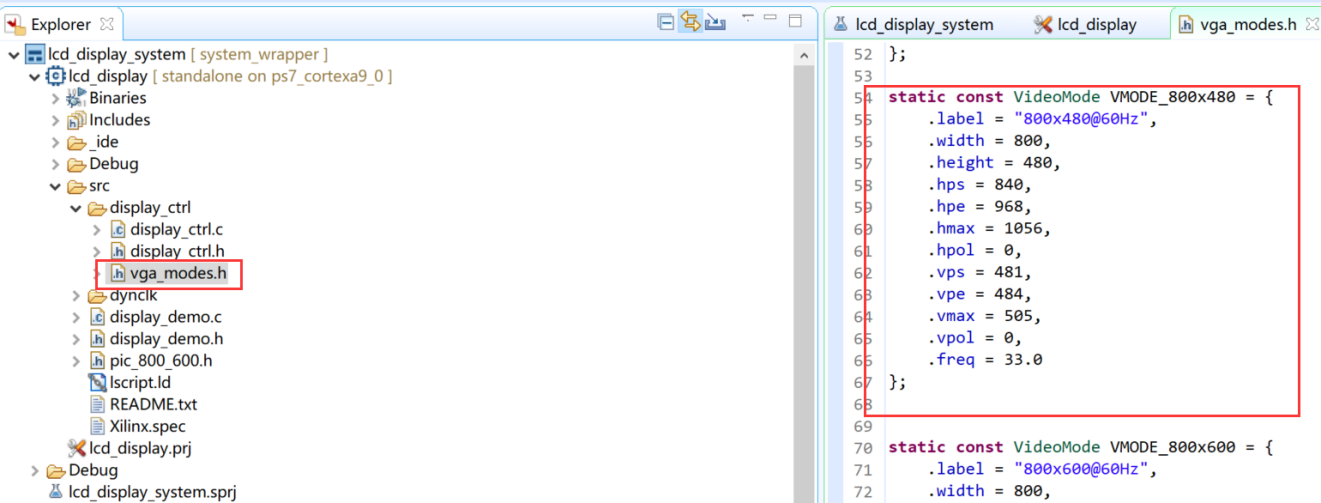 Explorer
lcd_display_system [ system_wrapper ]
lcd_display [ standalone on ps7_cortexa9_0 ]
Binaries
Includes
_ide
Debug
src
display_ctrl
display_ctrl.c
display_ctrl.h
vga_modes.h
dynclk
display_demo.c
display_demo.h
pic_800_600.h
lscript.ld
README.txt
Xilinx.spec
lcd_display.prj
Debug
lcd_display_system.sprj
lcd_display_system lcd_display vga_modes.h
52 };
53
54 static const VideoMode VMODE_800x480 = {
55 .label = "800x480@60Hz",
56 .width = 800,
57 .height = 480,
58 .hps = 840,
59 .hpe = 968,
60 .hmax = 1056,
61 .hpol = 0,
62 .vps = 481,
63 .vpe = 484,
64 .vmax = 505,
65 .vpol = 0,
66 .freq = 33.0
67 };
68
69
70 static const VideoMode VMODE_800x600 = {
71 .label = "800x600@60Hz",
72 .width = 800,